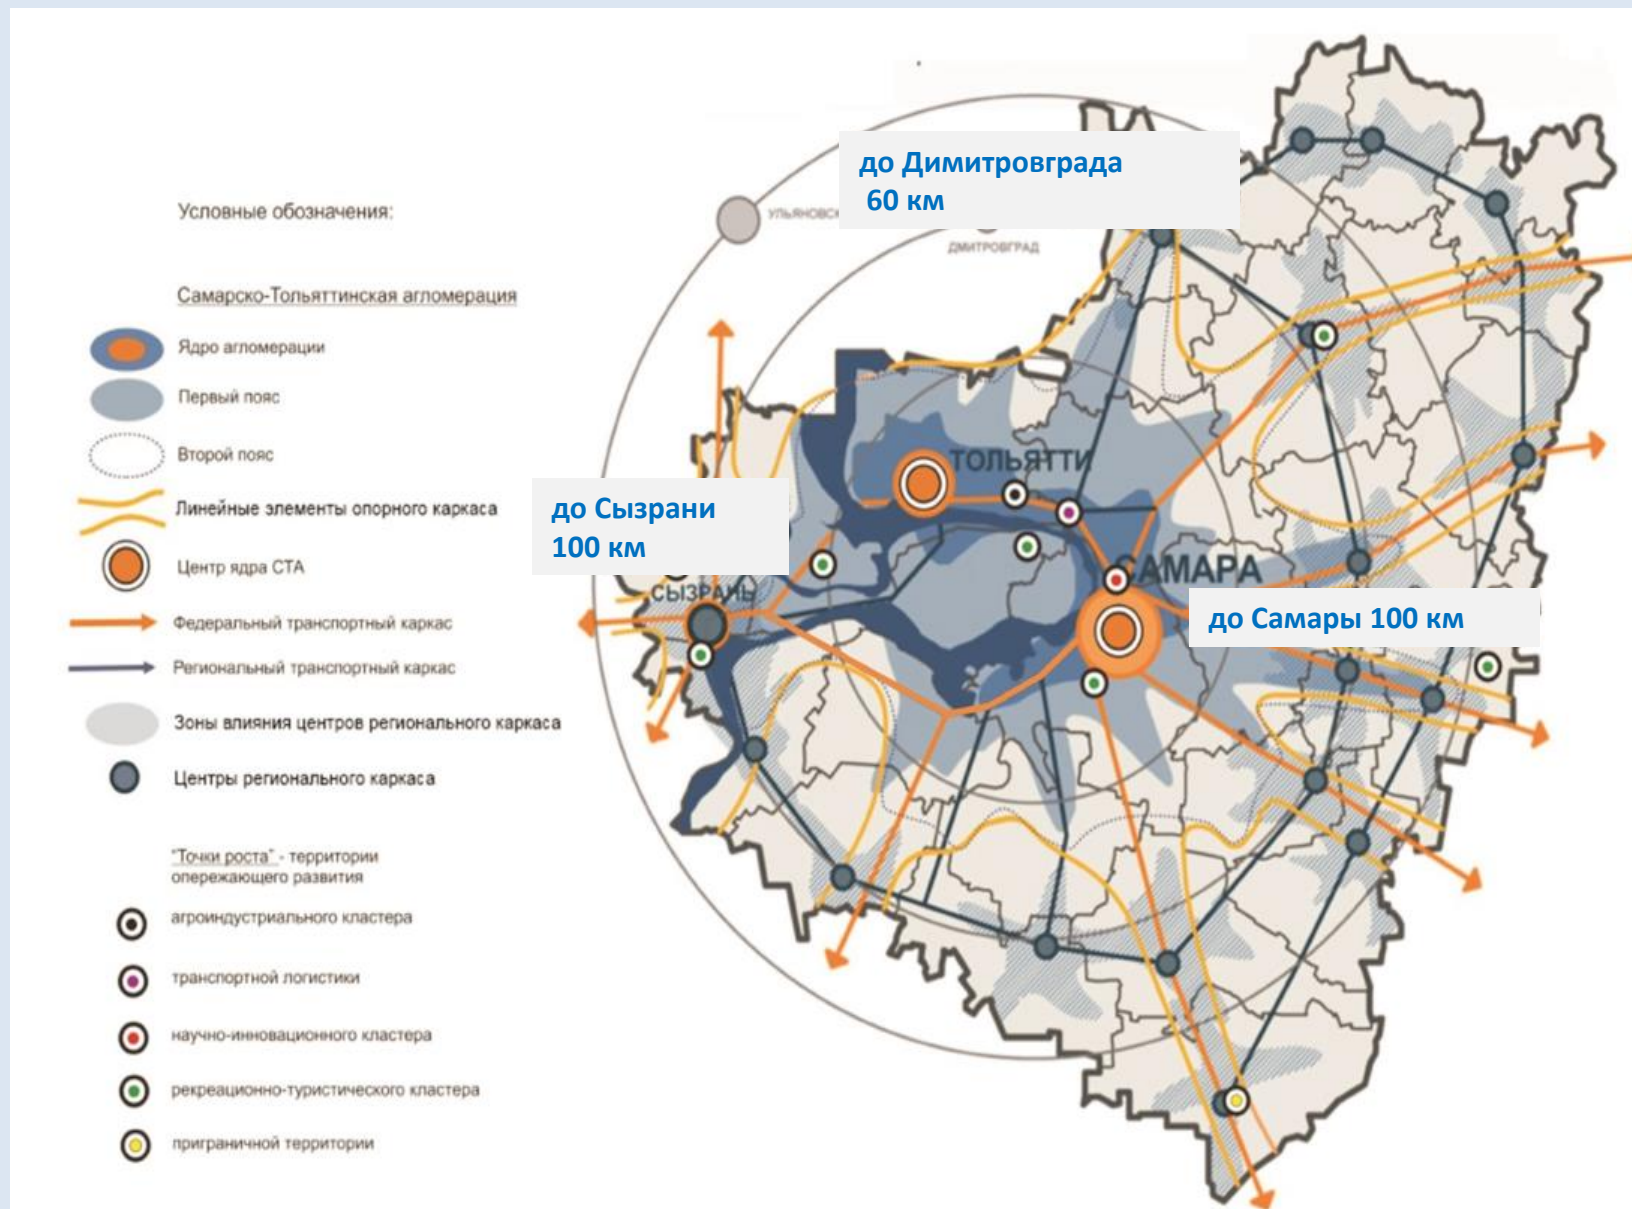 Условные обозначения:
Самарско-Тольяттинская агломерация
Ядро агломерации
Первый пояс
Второй пояс
Линейные элементы опорного каркаса
Центр ядра СТА
Федеральный транспортный каркас
Региональный транспортный каркас
Зоны влияния центров регионального каркаса
Центры регионального каркаса
"Точки роста" - территории
опережающего развития
агроиндустриального кластера
транспортной логистики
научно-инновационного кластера
рекреационно-туристического кластера
приграничной территории
до Димитровграда
60 км
УЛЬЯНОВСК
ДМИТРОВГРАД
ТОЛЬЯТТИ
до Сызрани
100 км
СЫЗРАНЬ
САМАРА
до Самары 100 км